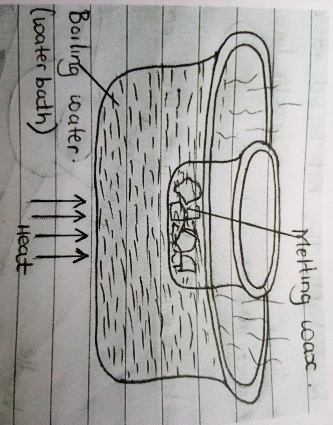 Melting wax.
Boiling water.
(water bath)
Heat